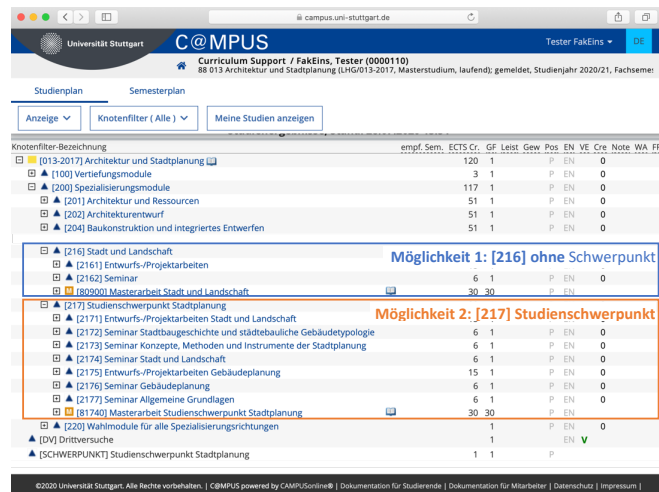 campus.uni-stuttgart.de
Universität Stuttgart
C@MPUS
Tester FakEins
DE
Curriculum Support / FakEins, Tester (0000110)
88 013 Architektur und Stadtplanung (LHG/013-2017, Masterstudium, laufend); gemeldet, Studienjahr 2020/21, Fachsemes
Studienplan Semesterplan
Anzeige Knotenfilter ( Alle ) Meine Studien anzeigen
Knotenfilter-Bezeichnung empf. Sem. ECTS Cr. GF Leist Gew Pos EN VE Cre Note WA FF
[013-2017] Architektur und Stadtplanung 120 1 P EN 0
[100] Vertiefungsmodule 3 1 P EN 0
[200] Spezialisierungsmodule 117 1 P EN 0
[201] Architektur und Ressourcen 51 1 P EN 0
[202] Architekturentwurf 51 1 P EN 0
[204] Baukonstruktion und integriertes Entwerfen 51 1 P EN 0
[216] Stadt und Landschaft
Möglichkeit 1: [216] ohne Schwerpunkt
[2161] Entwurfs-/Projektarbeiten
[2162] Seminar 6 1 P EN 0
[80900] Masterarbeit Stadt und Landschaft 30 30 P EN
[217] Studienschwerpunkt Stadtplanung
Möglichkeit 2: [217] Studienschwerpunkt
[2171] Entwurfs-/Projektarbeiten Stadt und Landschaft
[2172] Seminar Stadtbaugeschichte und städtebauliche Gebäudetypologie 6 1 P EN 0
[2173] Seminar Konzepte, Methoden und Instrumente der Stadtplanung 6 1 P EN 0
[2174] Seminar Stadt und Landschaft 6 1 P EN 0
[2175] Entwurfs-/Projektarbeiten Gebäudeplanung 15 1 P EN 0
[2176] Seminar Gebäudeplanung 6 1 P EN 0
[2177] Seminar Allgemeine Grundlagen 6 1 P EN 0
[81740] Masterarbeit Studienschwerpunkt Stadtplanung 30 30 P EN
[220] Wahlmodule für alle Spezialisierungsrichtungen 1 P EN 0
[DV] Drittversuche 1 EN V
[SCHWERPUNKT] Studienschwerpunkt Stadtplanung 1 1 P
©2020 Universität Stuttgart. Alle Rechte vorbehalten. | C@MPUS powered by CAMPUSonline® | Dokumentation für Studierende | Dokumentation für Mitarbeiter | Datenschutz | Impressum |